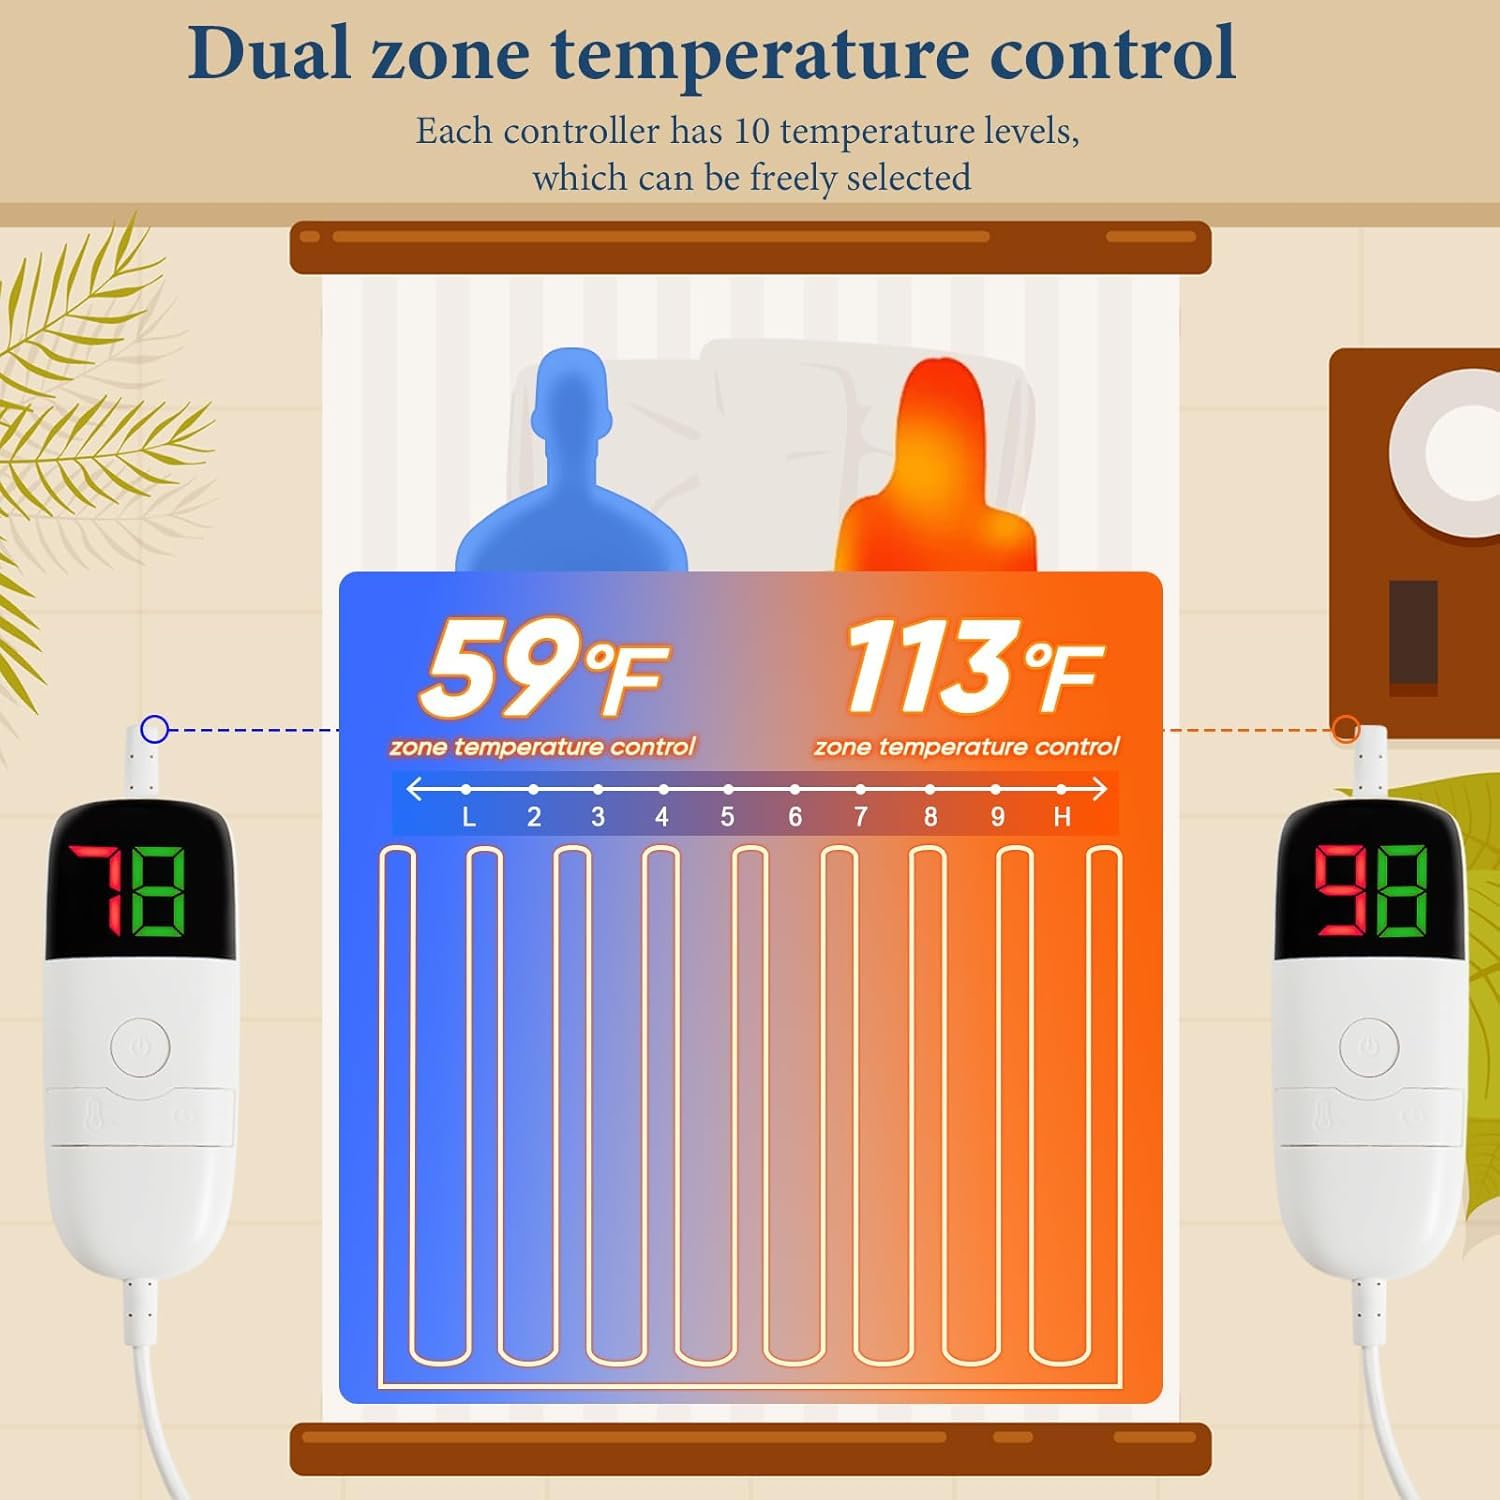 Dual zone temperature control
Each controller has 10 temperature levels,
which can be freely selected
59°F
113°F
zone temperature control
zone temperature control
L 2 3 4 5 6 7 8 9 H
78
98